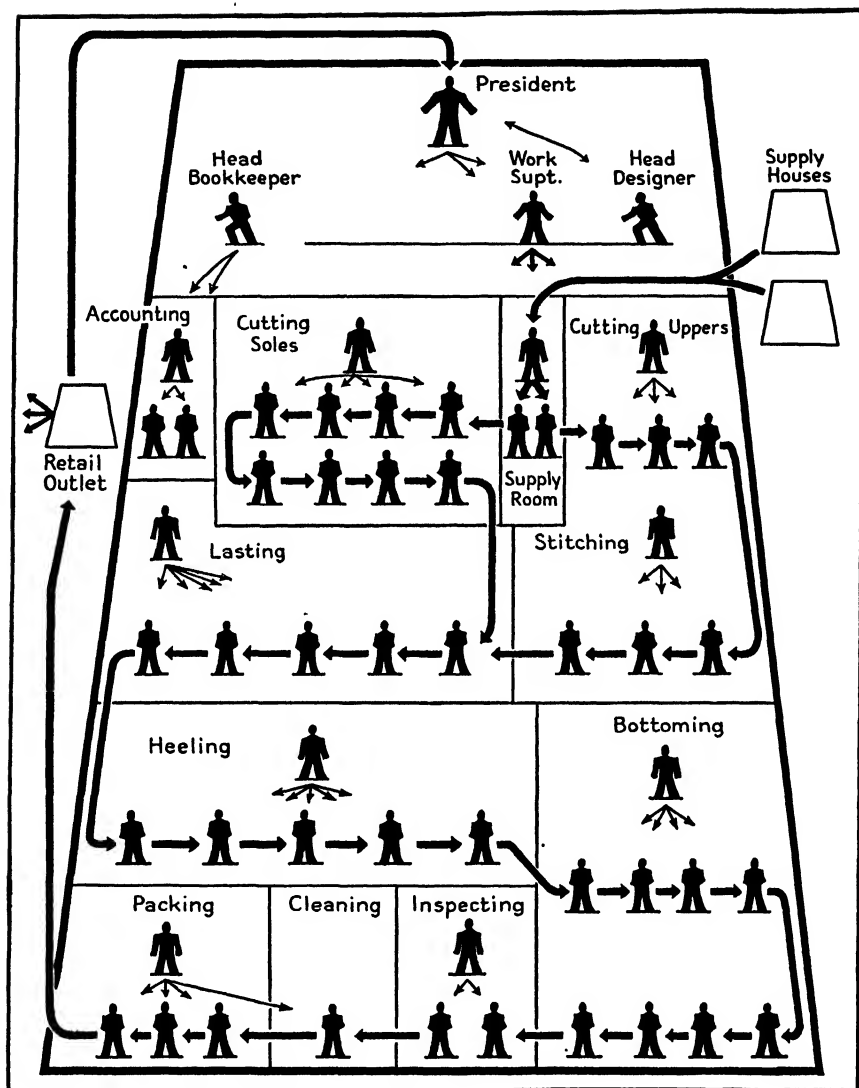 President
Head
Bookkeeper
Work
Supt.
Head
Designer
Supply
Houses
Accounting
Cutting
Soles
Cutting Uppers
Retail
Outlet
Supply
Room
Lasting
Stitching
Heeling
Bottoming
Packing
Cleaning
Inspecting